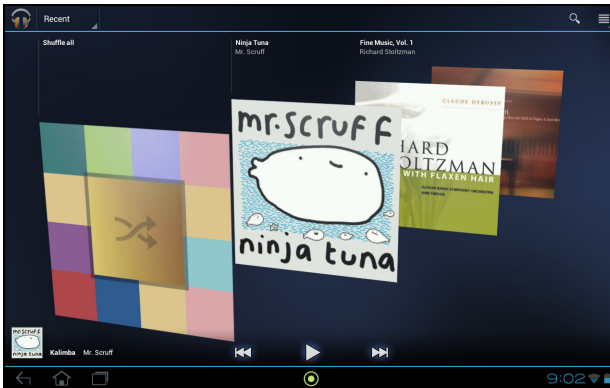 Recent
Shuffle all
Ninja Tuna
Mr. Scruff
Fine Music, Vol. 1
Richard Stoltzman
mr.scruff
ninja tuna
CLAUDE DEBUSSY
HARD
OLTZMAN
WITH FLAXEN HAIR
mr.scruff
ninja tuna
Kalimba Mr. Scruff
9:02